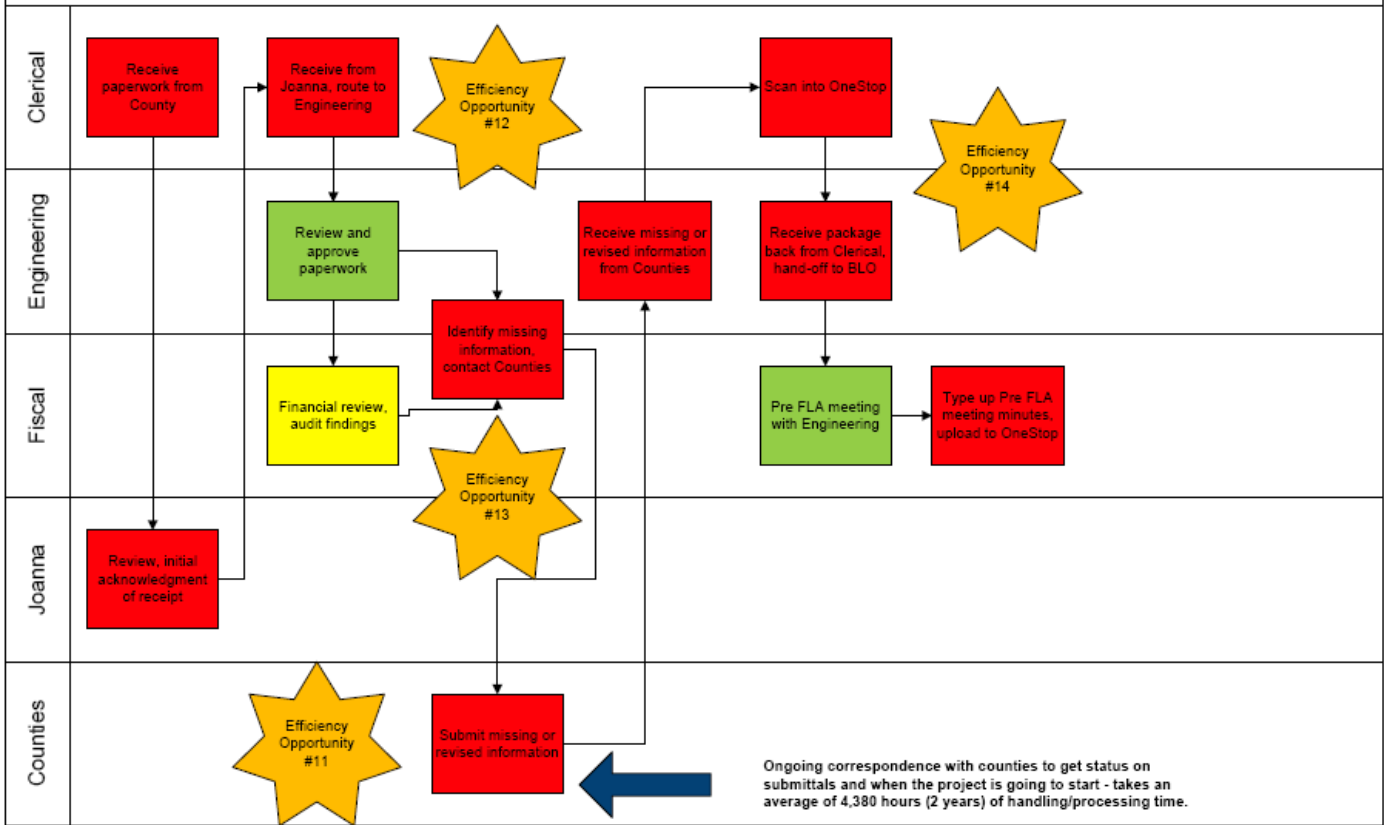 Clerical
Receive
paperwork from
County
Receive from
Joanna, route to
Engineering
Efficiency
Opportunity
#12
Scan into OneStop
Efficiency
Opportunity
#14
Engineering
Review and
approve
paperwork
Receive missing or
revised information
from Counties
Receive package
back from Clerical,
hand-off to BLO
Identify missing
information,
contact Counties
Fiscal
Financial review,
audit findings
Pre FLA meeting
with Engineering
Type up Pre FLA
meeting minutes,
upload to OneStop
Efficiency
Opportunity
#13
Joanna
Review, initial
acknowledgment
of receipt
Counties
Efficiency
Opportunity
#11
Submit missing or
revised information
Ongoing correspondence with counties to get status on
submittals and when the project is going to start - takes an
average of 4,380 hours (2 years) of handling/processing time.